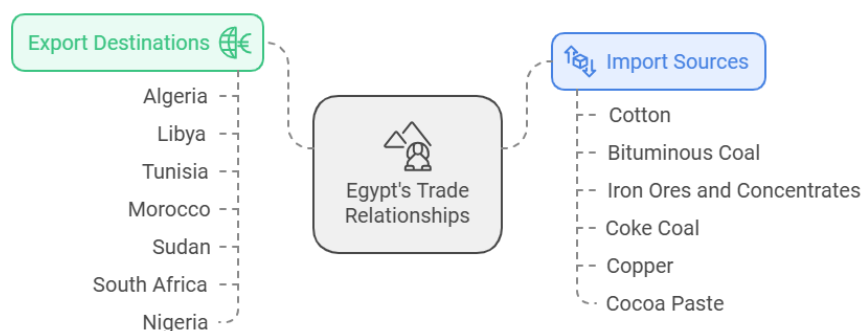 Export Destinations
Algeria
Libya
Tunisia
Morocco
Sudan
South Africa
Nigeria
Egypt's Trade
Relationships
Import Sources
Cotton
Bituminous Coal
Iron Ores and Concentrates
Coke Coal
Copper
Cocoa Paste